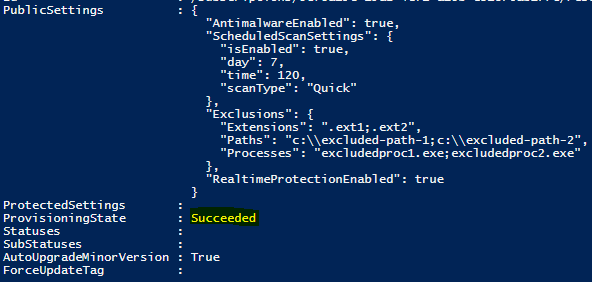 PublicSettings : {
"AntimalwareEnabled": true,
"ScheduledScanSettings": {
"isEnabled": true,
"day": 7,
"time": 120,
"scanType": "Quick"
},
"Exclusions": {
"Extensions": ".ext1;.ext2",
"Paths": "c:\\excluded-path-1;c:\\excluded-path-2",
"Processes": "excludedproc1.exe;excludedproc2.exe"
},
"RealtimeProtectionEnabled": true
}
ProtectedSettings :
ProvisioningState : Succeeded
Statuses :
SubStatuses :
AutoUpgradeMinorVersion : True
ForceUpdateTag :